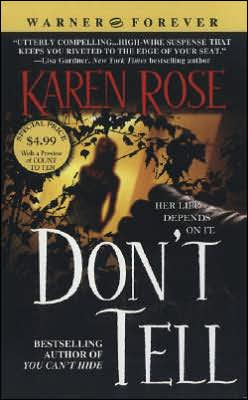 WARNER FOREVER
"UTTERLY COMPELLING...HIGH-WIRE SUSPENSE THAT
KEEPS YOU RIVETED TO THE EDGE OF YOUR SEAT."
—Lisa Gardner, New York Times bestselling author
KAREN ROSE
SPECIAL PRICE
$4.99
With a Preview
of COUNT
TO TEN
HER LIFE
DEPENDS
ON IT.
DON'T
TELL
BESTSELLING
AUTHOR OF
YOU CAN'T HIDE